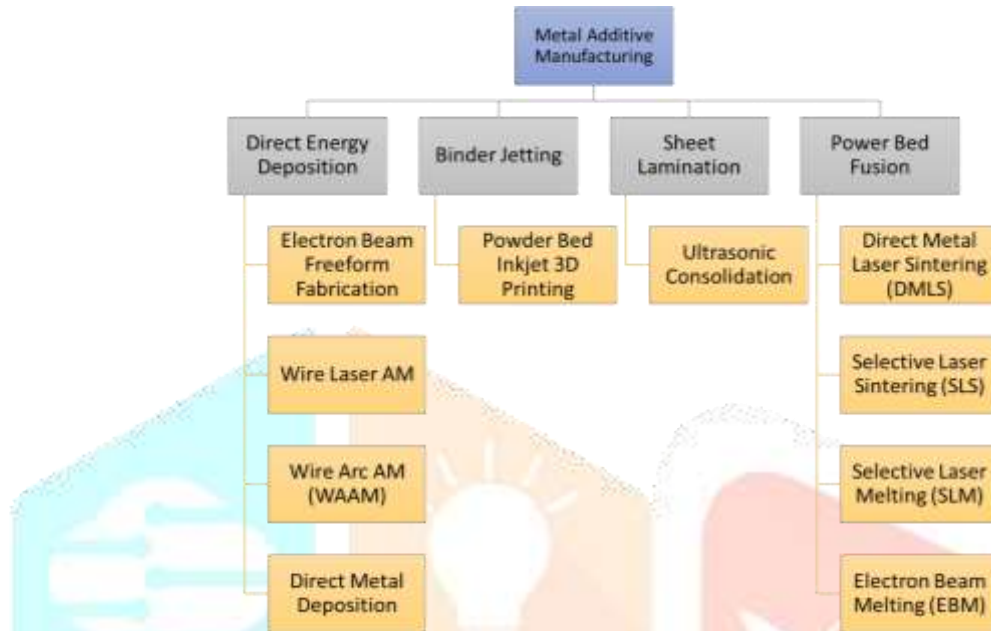 Metal Additive
Manufacturing
Direct Energy
Deposition
Binder Jetting
Sheet
Lamination
Power Bed
Fusion
Electron Beam
Freeform
Fabrication
Powder Bed
Inkjet 3D
Printing
Ultrasonic
Consolidation
Direct Metal
Laser Sintering
(DMLS)
Wire Laser AM
Selective Laser
Sintering (SLS)
Wire Arc AM
(WAAM)
Selective Laser
Melting (SLM)
Direct Metal
Deposition
Electron Beam
Melting (EBM)